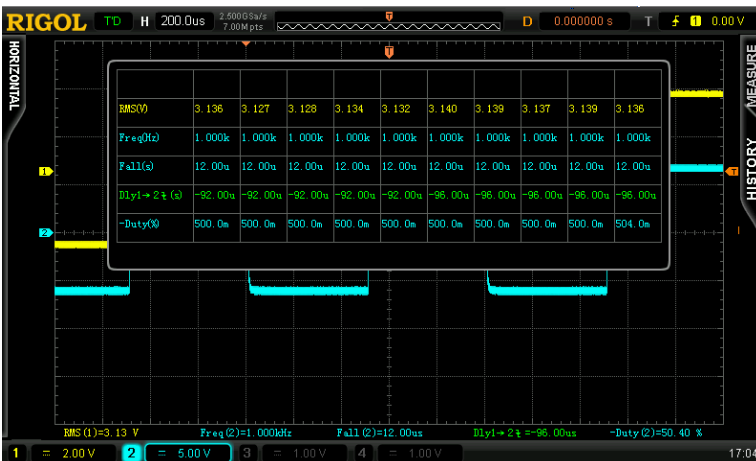 RIGOL T'D H 200.0us 2.500GSa/s 7.00Mpts T D 0.000000 s T 1 0.00 V
HORIZONTAL
MEASURE
HISTORY
T
RMS(V) 3.136 3.127 3.128 3.134 3.132 3.140 3.139 3.137 3.139 3.136
Freq(Hz) 1.000k 1.000k 1.000k 1.000k 1.000k 1.000k 1.000k 1.000k 1.000k 1.000k
Fall(s) 12.00u 12.00u 12.00u 12.00u 12.00u 12.00u 12.00u 12.00u 12.00u 12.00u
1
T
Dly1→2 (s) -92.00u -92.00u -92.00u -92.00u -92.00u -96.00u -96.00u -96.00u -96.00u -96.00u
-Duty(%) 500.0m 500.0m 500.0m 500.0m 500.0m 500.0m 500.0m 500.0m 500.0m 504.0m
2
RMS(1)=3.13 V Freq(2)=1.000kHz Fall(2)=12.00us Dly1→2 =-96.00us -Duty(2)=50.40 %
1 = 2.00 V 2 = 5.00 V 3 = 1.00 V 4 = 1.00 V